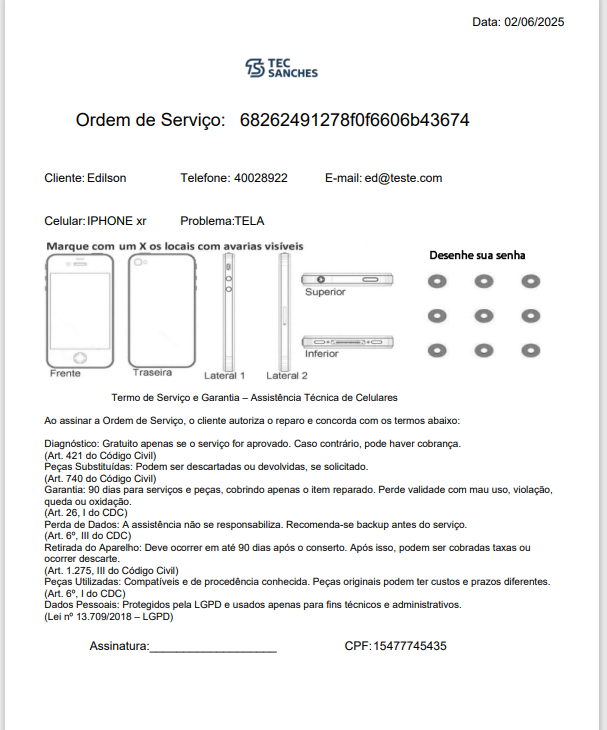 Data: 02/06/2025
TEC
SANCHES
Ordem de Serviço: 68262491278f0f6606b43674
Cliente: Edilson Telefone: 40028922 E-mail: ed@teste.com
Celular: IPHONE xr Problema:TELA
Marque com um X os locais com avarias visíveis
Desenhe sua senha
Superior
Inferior
Frente Traseira Lateral 1 Lateral 2
Termo de Serviço e Garantia – Assistência Técnica de Celulares
Ao assinar a Ordem de Serviço, o cliente autoriza o reparo e concorda com os termos abaixo:
Diagnóstico: Gratuito apenas se o serviço for aprovado. Caso contrário, pode haver cobrança.
(Art. 421 do Código Civil)
Peças Substituídas: Podem ser descartadas ou devolvidas, se solicitado.
(Art. 740 do Código Civil)
Garantia: 90 dias para serviços e peças, cobrindo apenas o item reparado. Perde validade com mau uso, violação,
queda ou oxidação.
(Art. 26, I do CDC)
Perda de Dados: A assistência não se responsabiliza. Recomenda-se backup antes do serviço.
(Art. 6º, III do CDC)
Retirada do Aparelho: Deve ocorrer em até 90 dias após o conserto. Após isso, podem ser cobradas taxas ou
ocorrer descarte.
(Art. 1.275, III do Código Civil)
Peças Utilizadas: Compatíveis e de procedência conhecida. Peças originais podem ter custos e prazos diferentes.
(Art. 6º, I do CDC)
Dados Pessoais: Protegidos pela LGPD e usados apenas para fins técnicos e administrativos.
(Lei nº 13.709/2018 – LGPD)
Assinatura:___________________ CPF: 15477745435